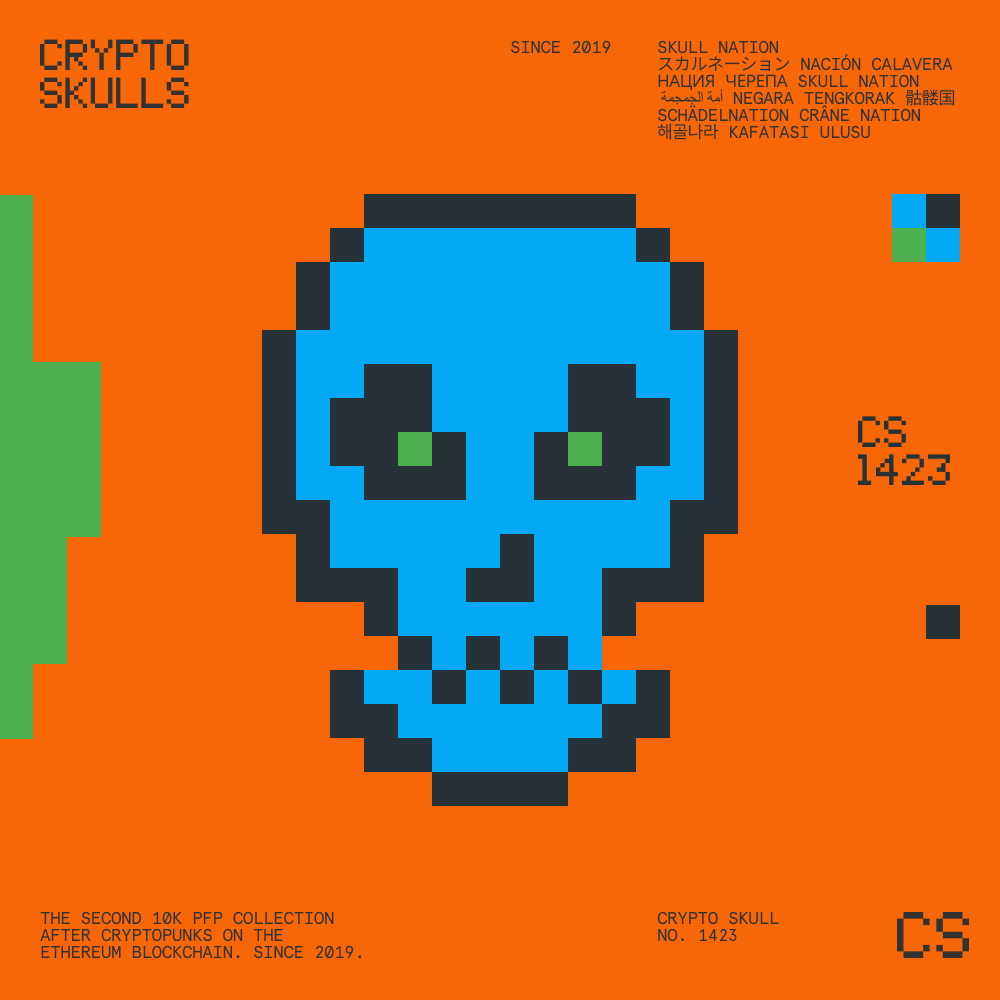 CRYPTO
SKULLS
SINCE 2019
SKULL NATION
スカルネーション NACIÓN CALAVERA
НАЦИЯ ЧЕРЕПА SKULL NATION
أمة الجمجمة NEGARA TENGKORAK 骷髅国
SCHÄDELNATION CRÂNE NATION
해골나라 KAFATASI ULUSU
CS
1423
THE SECOND 10K PFP COLLECTION
AFTER CRYPTOPUNKS ON THE
ETHEREUM BLOCKCHAIN. SINCE 2019.
CRYPTO SKULL
NO. 1423
CS